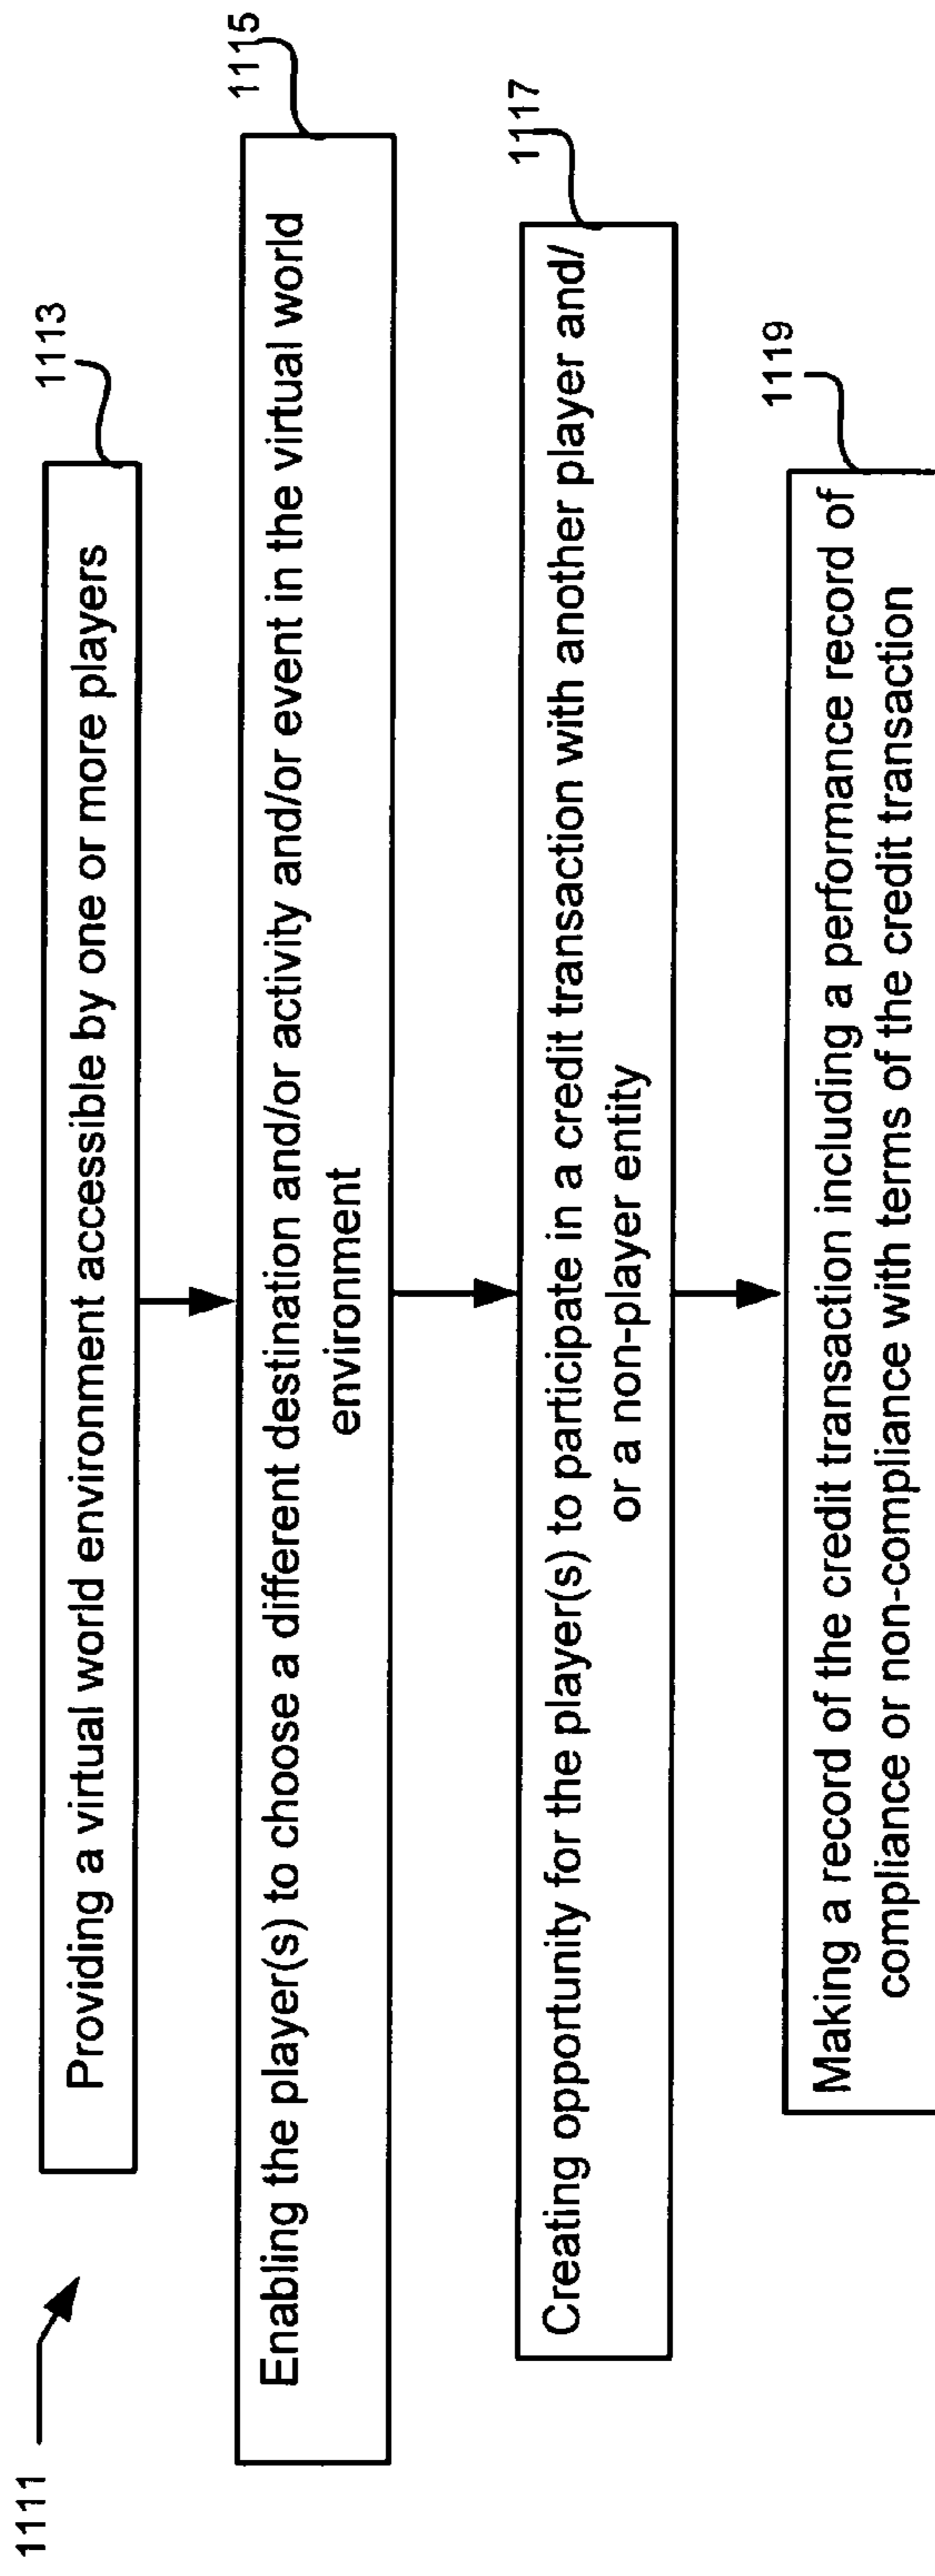 1111
1113
Providing a virtual world environment accessible by one or more players
1115
Enabling the player(s) to choose a different destination and/or activity and/or event in the virtual world
environment
1117
Creating opportunity for the player(s) to participate in a credit transaction with another player and/
or a non-player entity
1119
Making a record of the credit transaction including a performance record of
compliance or non-compliance with terms of the credit transaction